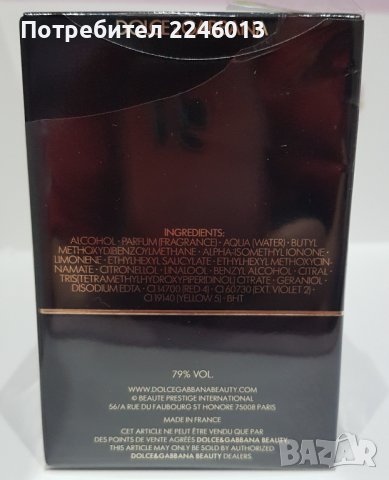 Потребител 2246013
DOLCE & GABBANA
INGREDIENTS:
ALCOHOL · PARFUM (FRAGRANCE) · AQUA (WATER) · BUTYL
METHOXYDIBENZOYLMETHANE · ALPHA-ISOMETHYL IONONE ·
LIMONENE · ETHYLHEXYL SALICYLATE · ETHYLHEXYL METHOXYCIN-
NAMATE · CITRONELLOL · LINALOOL · BENZYL ALCOHOL · CITRAL ·
TRIS(TETRAMETHYLHYDROXYPIPERIDINOL) CITRATE · GERANIOL ·
DISODIUM EDTA · CI 14700 (RED 4) · CI 60730 (EXT. VIOLET 2) ·
CI 19140 (YELLOW 5) · BHT
79% VOL.
WWW.DOLCEGABBANABEAUTY.COM
© BEAUTE PRESTIGE INTERNATIONAL
56/A RUE DU FAUBOURG ST HONORE 75008 PARIS
MADE IN FRANCE
CET ARTICLE NE PEUT ÊTRE VENDU QUE PAR
DES POINTS DE VENTE AGRÉÉS DOLCE&GABBANA BEAUTY.
THIS ARTICLE MAY ONLY BE SOLD BY AUTHORIZED
DOLCE&GABBANA BEAUTY DEALERS.
BAZAR